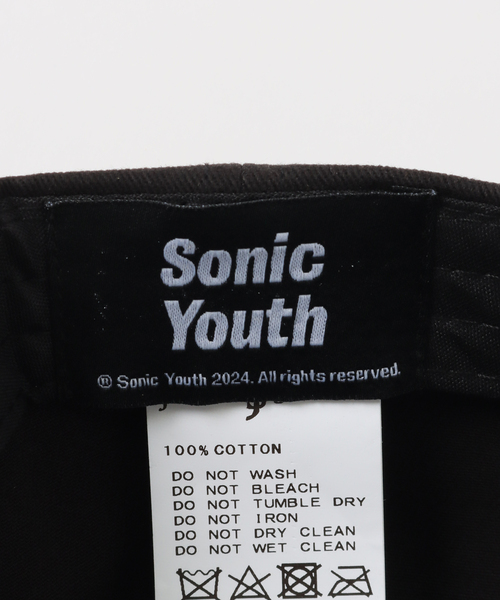 Sonic
Youth
® Sonic Youth 2024. All rights reserved.
100% COTTON
DO NOT WASH
DO NOT BLEACH
DO NOT TUMBLE DRY
DO NOT IRON
DO NOT DRY CLEAN
DO NOT WET CLEAN